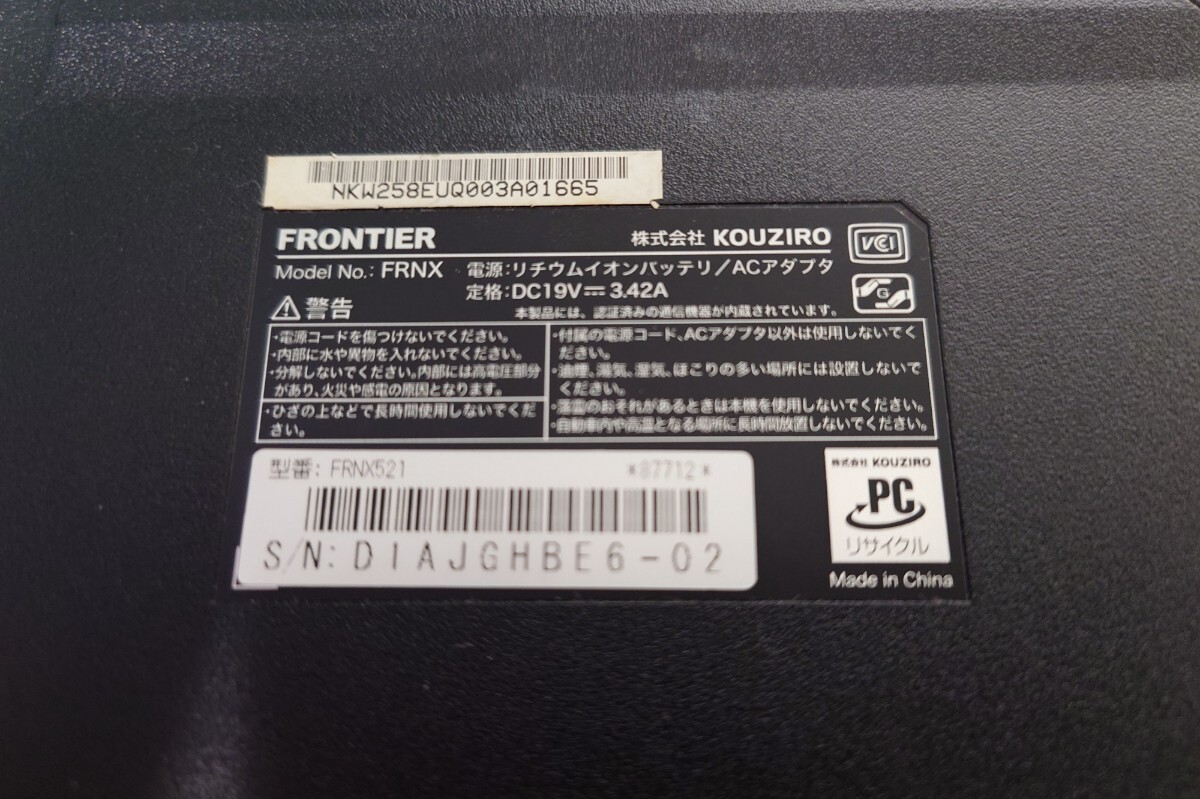 NKW258EUQ003A01665
FRONTIER
株式会社 KOUZIRO
VCCI
Model No.: FRNX
電源:リチウムイオンバッテリ/ACアダプタ
定格:DC19V⎓3.42A
G
⚠警告
本製品には、認証済みの通信機器が内蔵されています。
・電源コードを傷つけないでください。
・内部に水や異物を入れないでください。
・分解しないでください。内部には高電圧部分
があり、火災や感電の原因となります。
・ひざの上などで長時間使用しないでくだ
さい。
・付属の電源コード、ACアダプタ以外は使用しないでく
ださい。
・油煙、湯気、湿気、ほこりの多い場所には設置しないで
ください。
・落雷のおそれがあるときは本機を使用しないでください。
・自動車内や高温となる場所に長時間放置しないでください。
型番: FRNX521
*87712*
S/N: D1AJGHBE6-02
株式会社 KOUZIRO
PC
リサイクル
Made in China